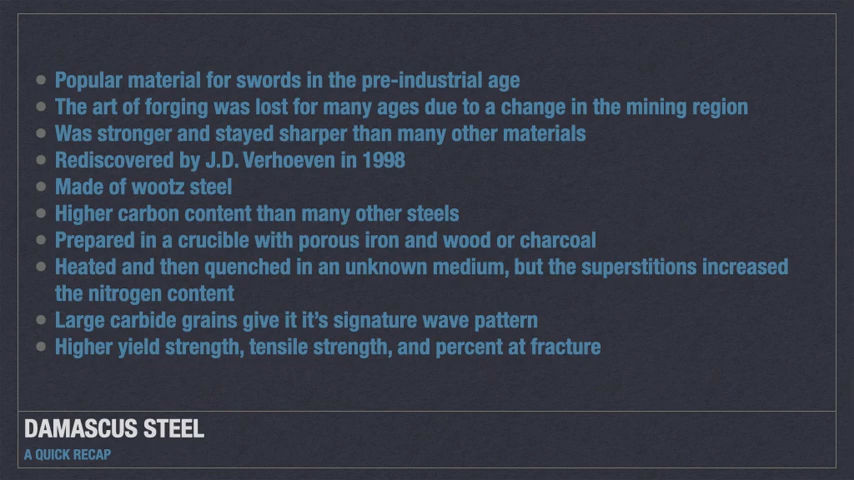 Popular material for swords in the pre-industrial age
The art of forging was lost for many ages due to a change in the mining region
Was stronger and stayed sharper than many other materials
Rediscovered by J.D. Verhoeven in 1998
Made of wootz steel
Higher carbon content than many other steels
Prepared in a crucible with porous iron and wood or charcoal
Heated and then quenched in an unknown medium, but the superstitions increased
the nitrogen content
Large carbide grains give it it's signature wave pattern
Higher yield strength, tensile strength, and percent at fracture
DAMASCUS STEEL
A QUICK RECAP